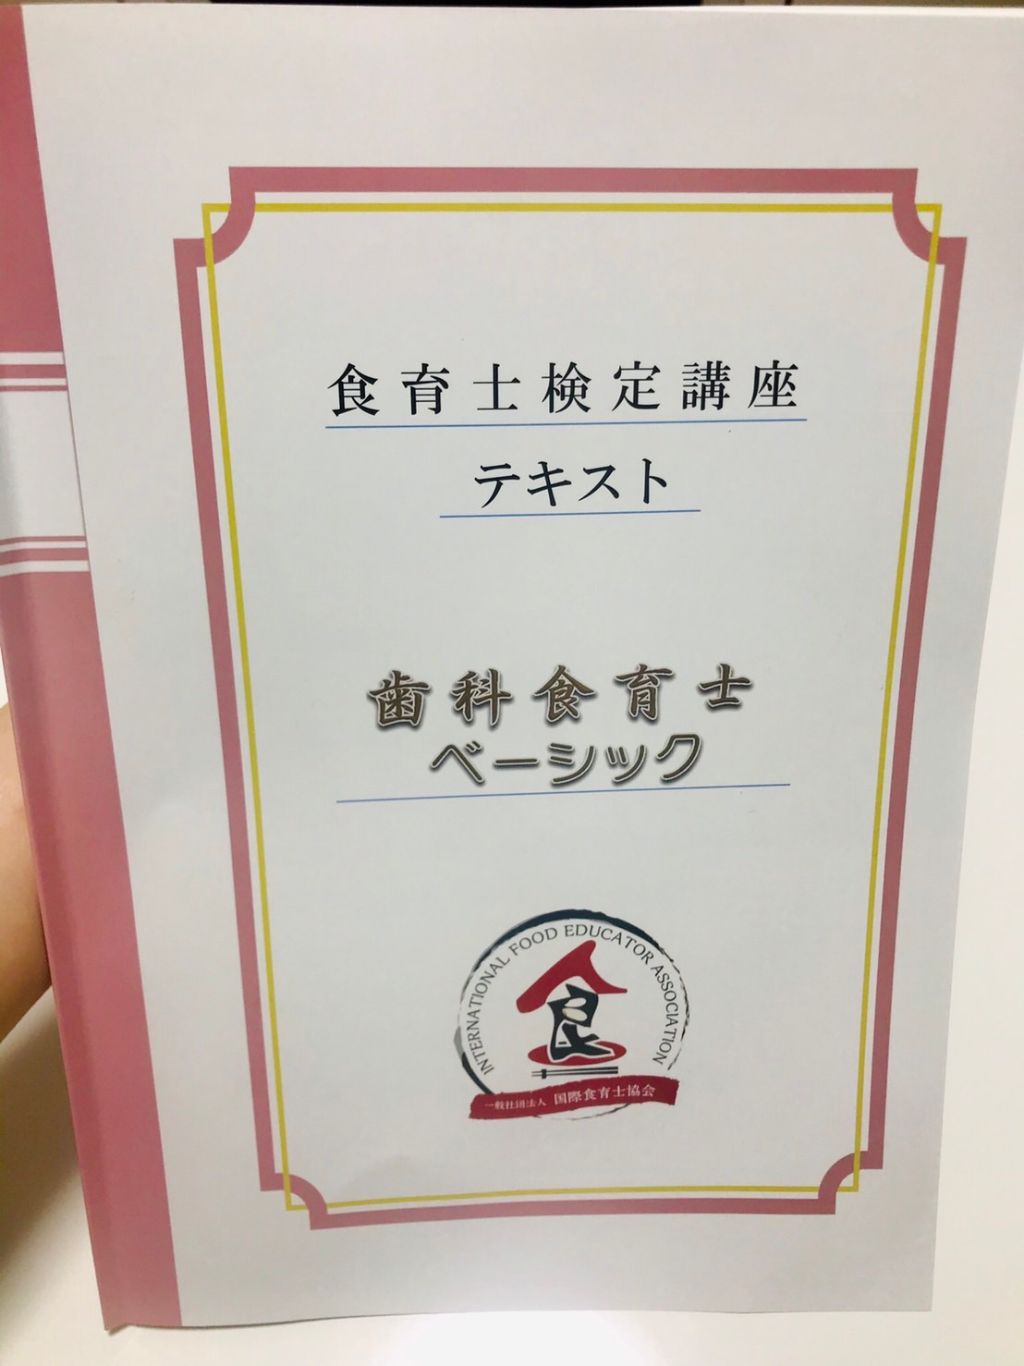 食育士検定講座
テキスト
歯科食育士
ベーシック
INTERNATIONAL FOOD EDUCATOR ASSOCIATION
食
一般社団法人 国際食育士協会